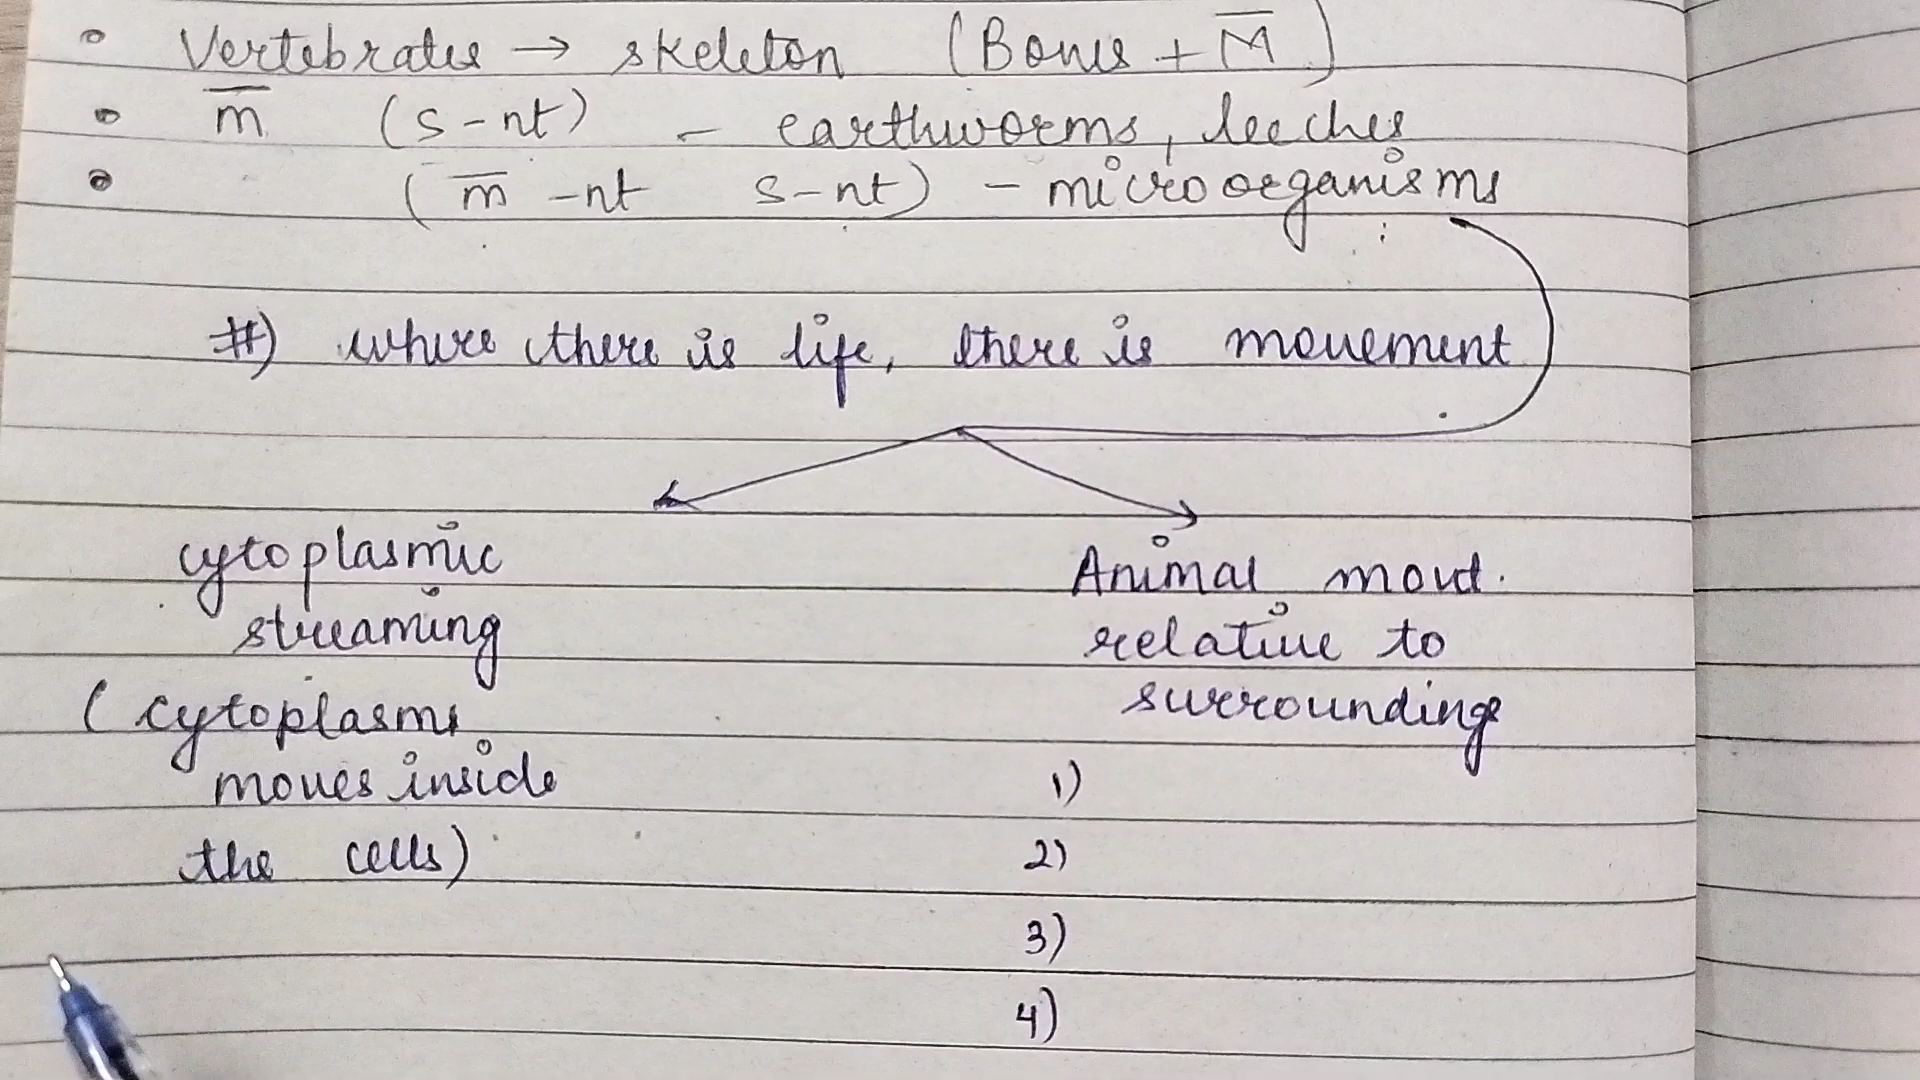 • Vertebrates → skeleton (Bones + M̅)
• m̅ (s-nt) - earthworms, leeches
• (m̅ -nt s-nt) - microorganisms
#) where there is life, there is movement
cytoplasmic
streaming
(cytoplasm
moves inside
the cells)
Animal movt.
relative to
surroundings
1)
2)
3)
4)